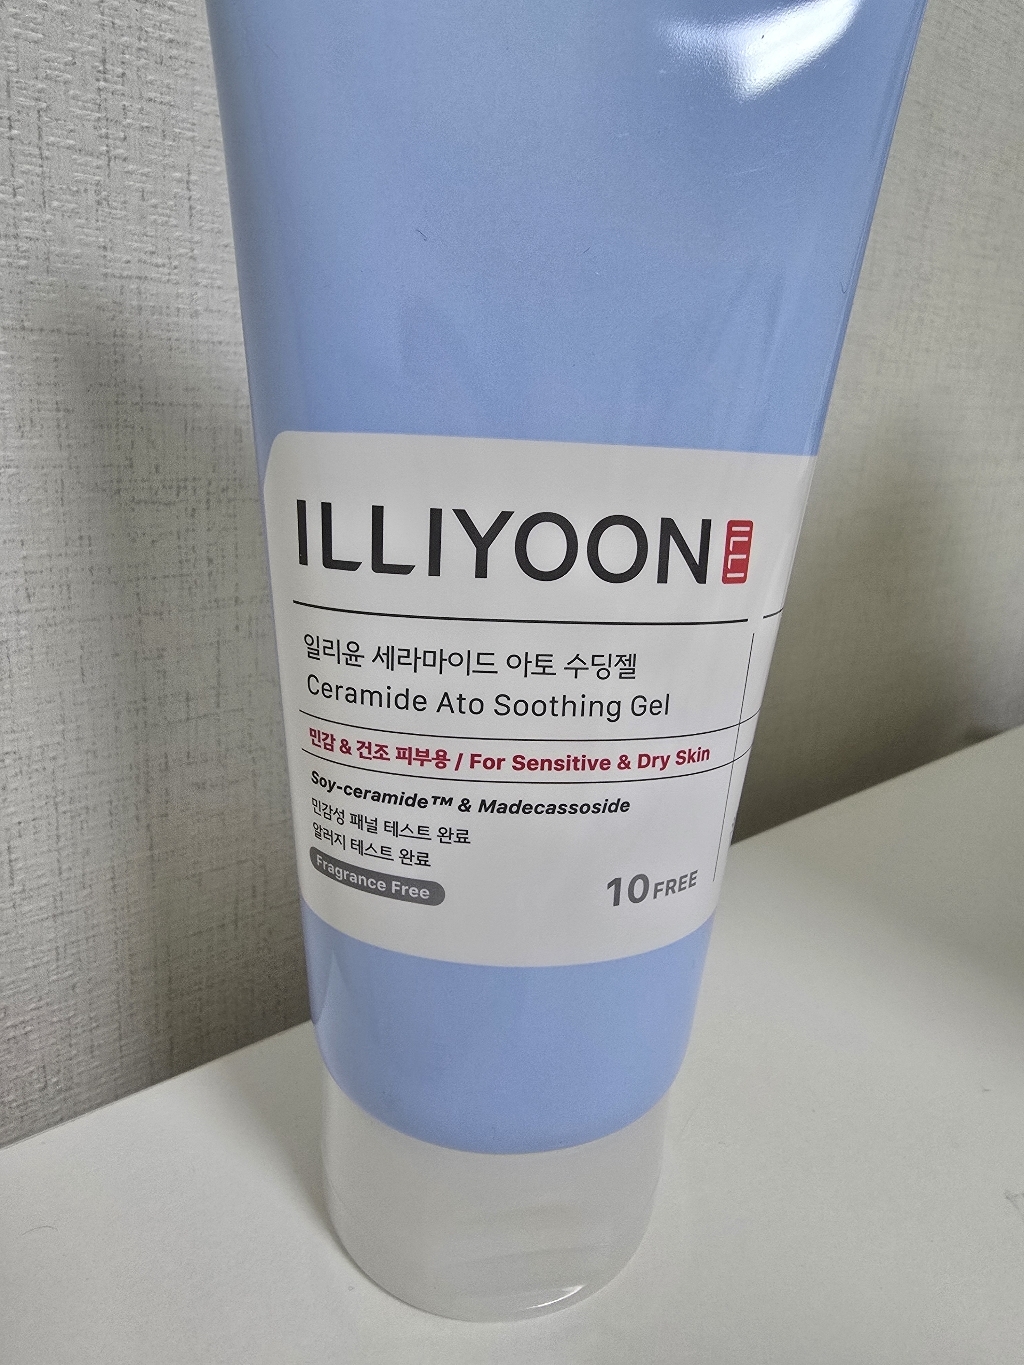 ILLIYOON ILLI
일리윤 세라마이드 아토 수딩젤
Ceramide Ato Soothing Gel
민감 & 건조 피부용 / For Sensitive & Dry Skin
Soy-ceramide™ & Madecassoside
민감성 패널 테스트 완료
알러지 테스트 완료
Fragrance Free
10 FREE